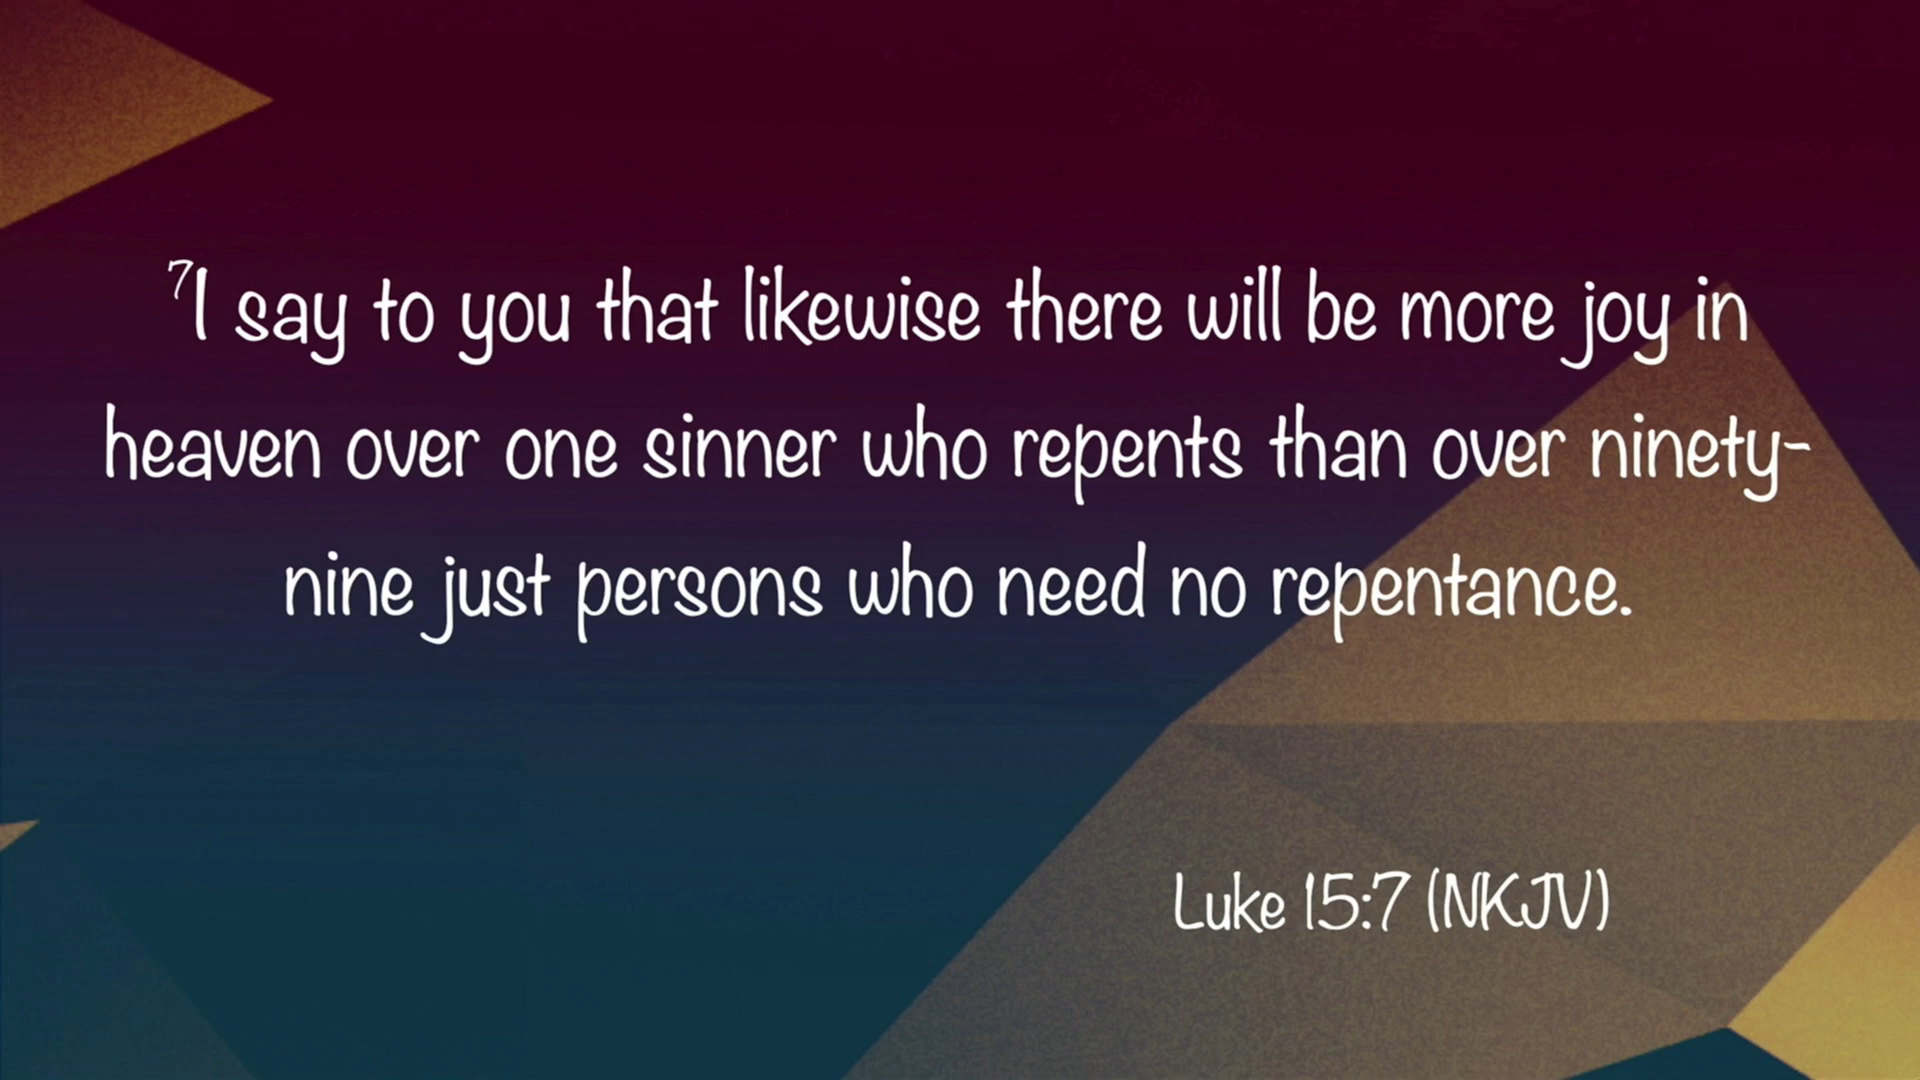 ⁷I say to you that likewise there will be more joy in
heaven over one sinner who repents than over ninety-
nine just persons who need no repentance.
Luke 15:7 (NKJV)